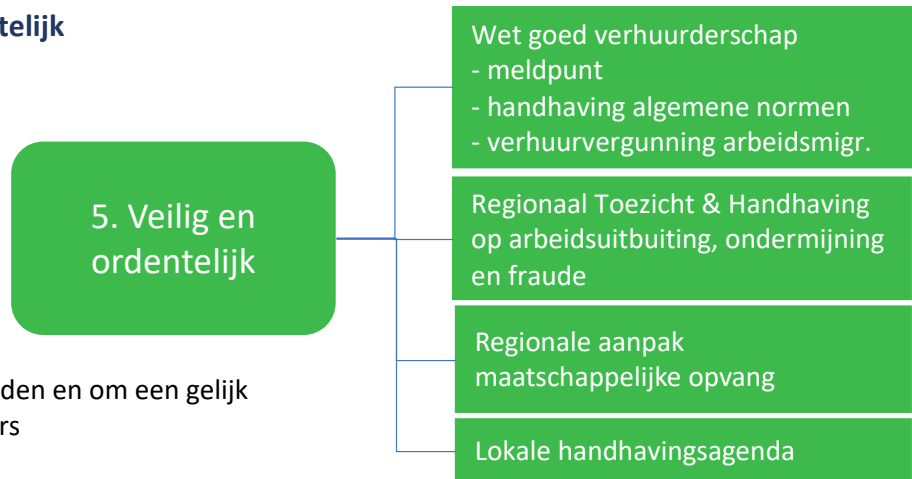 telijk
5. Veilig en
ordentelijk
den en om een gelijk
rs
Wet goed verhuurderschap
- meldpunt
- handhaving algemene normen
- verhuurvergunning arbeidsmigr.
Regionaal Toezicht & Handhaving
op arbeidsuitbuiting, ondermijning
en fraude
Regionale aanpak
maatschappelijke opvang
Lokale handhavingsagenda